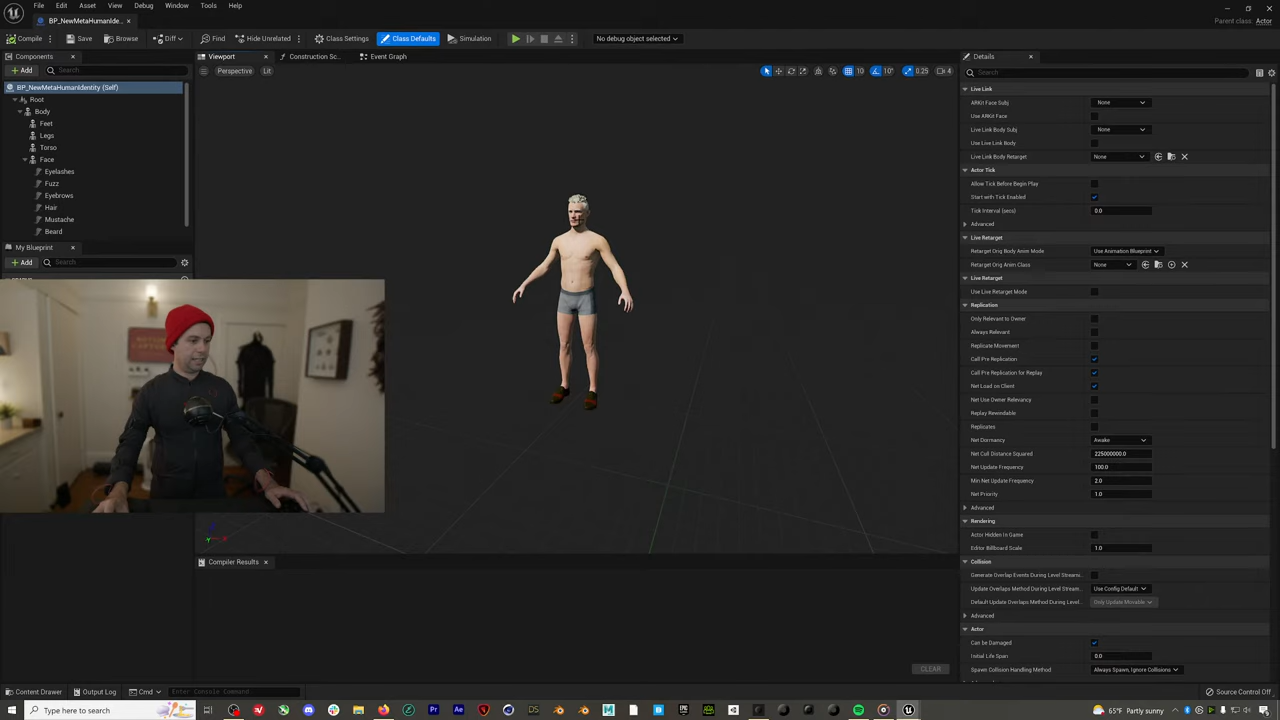 File Edit Asset View Debug Window Tools Help
BP_NewMetaHumanIdentity... ×
Parent class: Actor
Compile Save Browse Diff Find Hide Unrelated Class Settings Class Defaults Simulation No debug object selected
Components ×
Add Search
BP_NewMetaHumanIdentity (Self)
Root
Body
Feet
Legs
Torso
Face
Eyelashes
Fuzz
Eyebrows
Hair
Mustache
Beard
My Blueprint ×
Add Search
Viewport × Construction Sc... Event Graph
Perspective Lit
10 10° 0.25 4
Compiler Results ×
CLEAR
Details ×
Search
Live Link
ARKit Face Subj None
Use ARKit Face
Live Link Body Subj None
Use Live Link Body
Live Link Body Retarget None
Actor Tick
Allow Tick Before Begin Play
Start with Tick Enabled
Tick Interval (secs) 0.0
Advanced
Live Retarget
Retarget Orig Body Anim Mode Use Animation Blueprint
Retarget Orig Anim Class None
Live Retarget
Use Live Retarget Mode
Replication
Only Relevant to Owner
Always Relevant
Replicate Movement
Call Pre Replication
Call Pre Replication for Replay
Net Load on Client
Net Use Owner Relevancy
Replay Rewindable
Replicates
Net Dormancy Awake
Net Cull Distance Squared 225000000.0
Net Update Frequency 100.0
Min Net Update Frequency 2.0
Net Priority 1.0
Advanced
Rendering
Actor Hidden In Game
Editor Billboard Scale 1.0
Collision
Generate Overlap Events During Level Streami...
Update Overlaps Method During Level Stream... Use Config Default
Default Update Overlaps Method During Level... Only Update Movable
Advanced
Actor
Can be Damaged
Initial Life Span 0.0
Spawn Collision Handling Method Always Spawn, Ignore Collisions
Content Drawer Output Log Cmd Enter Console Command
Source Control Off
Type here to search
65°F Partly sunny